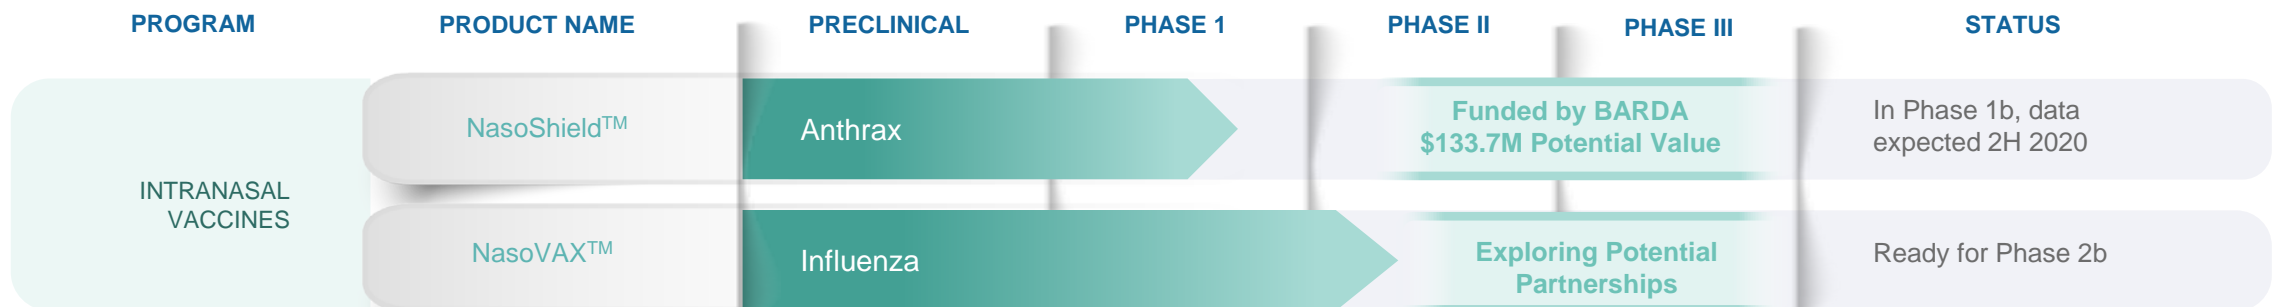 PROGRAM PRODUCT NAME PRECLINICAL PHASE 1 PHASE II PHASE III STATUS
INTRANASAL
VACCINES
NasoShield™
Anthrax
Funded by BARDA
$133.7M Potential Value
In Phase 1b, data
expected 2H 2020
NasoVAX™
Influenza
Exploring Potential
Partnerships
Ready for Phase 2b